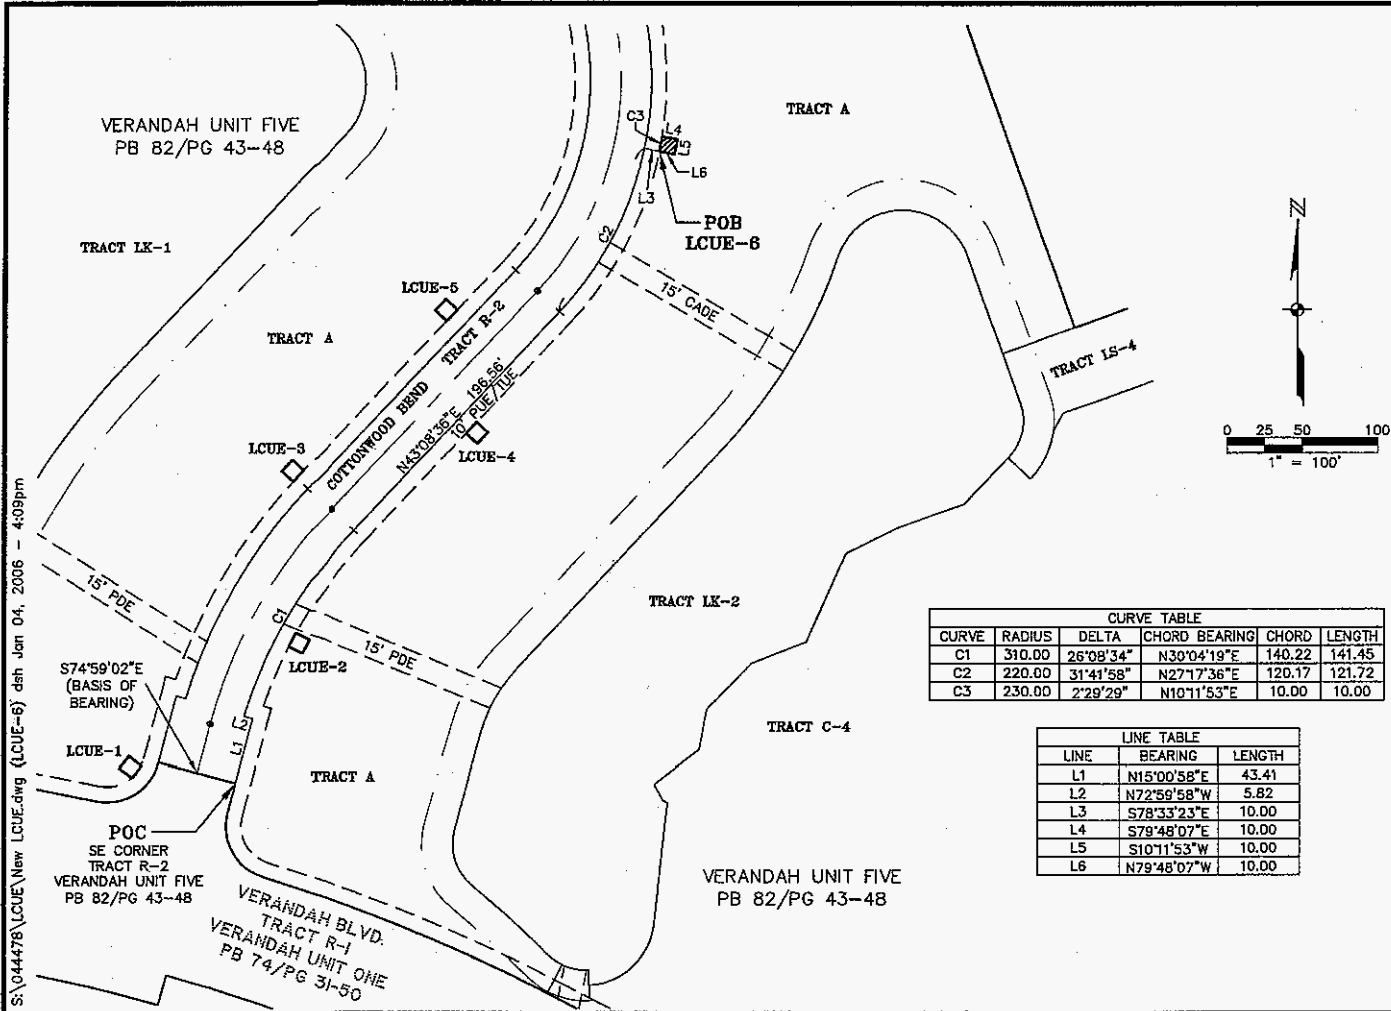 S:\044478\LCUE\New LCUE.dwg (LCUE-6) dsh Jan 04, 2006 - 4:09pm
VERANDAH UNIT FIVE
PB 82/PG 43-48
TRACT LK-1
TRACT A
C3
L4
L5
L6
L3
POB
LCUE-6
C2
15' CADE
TRACT A
LCUE-5
COTTONWOOD BEND TRACT R-2
N43°08'36"E 196.56'
10' PUE/IUE
LCUE-3
LCUE-4
TRACT LS-4
N
0 25 50 100
1" = 100'
15' PDE
S74°59'02"E
(BASIS OF
BEARING)
C1
LCUE-2
15' PDE
TRACT LK-2
LCUE-1
L2
L1
TRACT A
TRACT C-4
POC
SE CORNER
TRACT R-2
VERANDAH UNIT FIVE
PB 82/PG 43-48
VERANDAH BLVD.
TRACT R-1
VERANDAH UNIT ONE
PB 74/PG 31-50
VERANDAH UNIT FIVE
PB 82/PG 43-48
CURVE TABLE
CURVE RADIUS DELTA CHORD BEARING CHORD LENGTH
C1 310.00 26°08'34" N30°04'19"E 140.22 141.45
C2 220.00 31°41'58" N27°17'36"E 120.17 121.72
C3 230.00 2°29'29" N10°11'53"E 10.00 10.00
LINE TABLE
LINE BEARING LENGTH
L1 N15°00'58"E 43.41
L2 N72°59'58"W 5.82
L3 S78°33'23"E 10.00
L4 S79°48'07"E 10.00
L5 S10°11'53"W 10.00
L6 N79°48'07"W 10.00